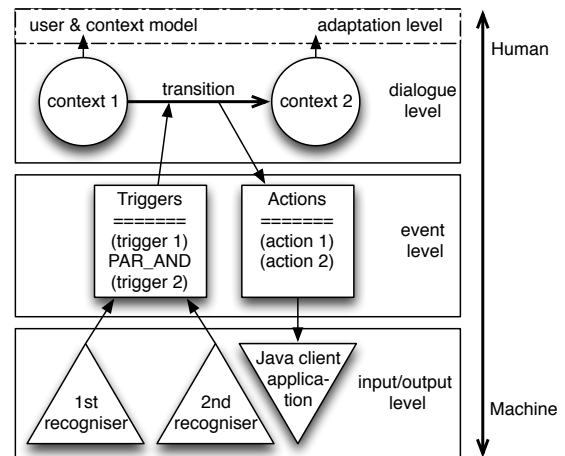 user & context model
adaptation level
Human
context 1
transition
context 2
dialogue
level
Triggers
=======
(trigger 1)
PAR_AND
(trigger 2)
Actions
=======
(action 1)
(action 2)
event
level
1st
recogniser
2nd
recogniser
Java client
applica-
tion
input/output
level
Machine